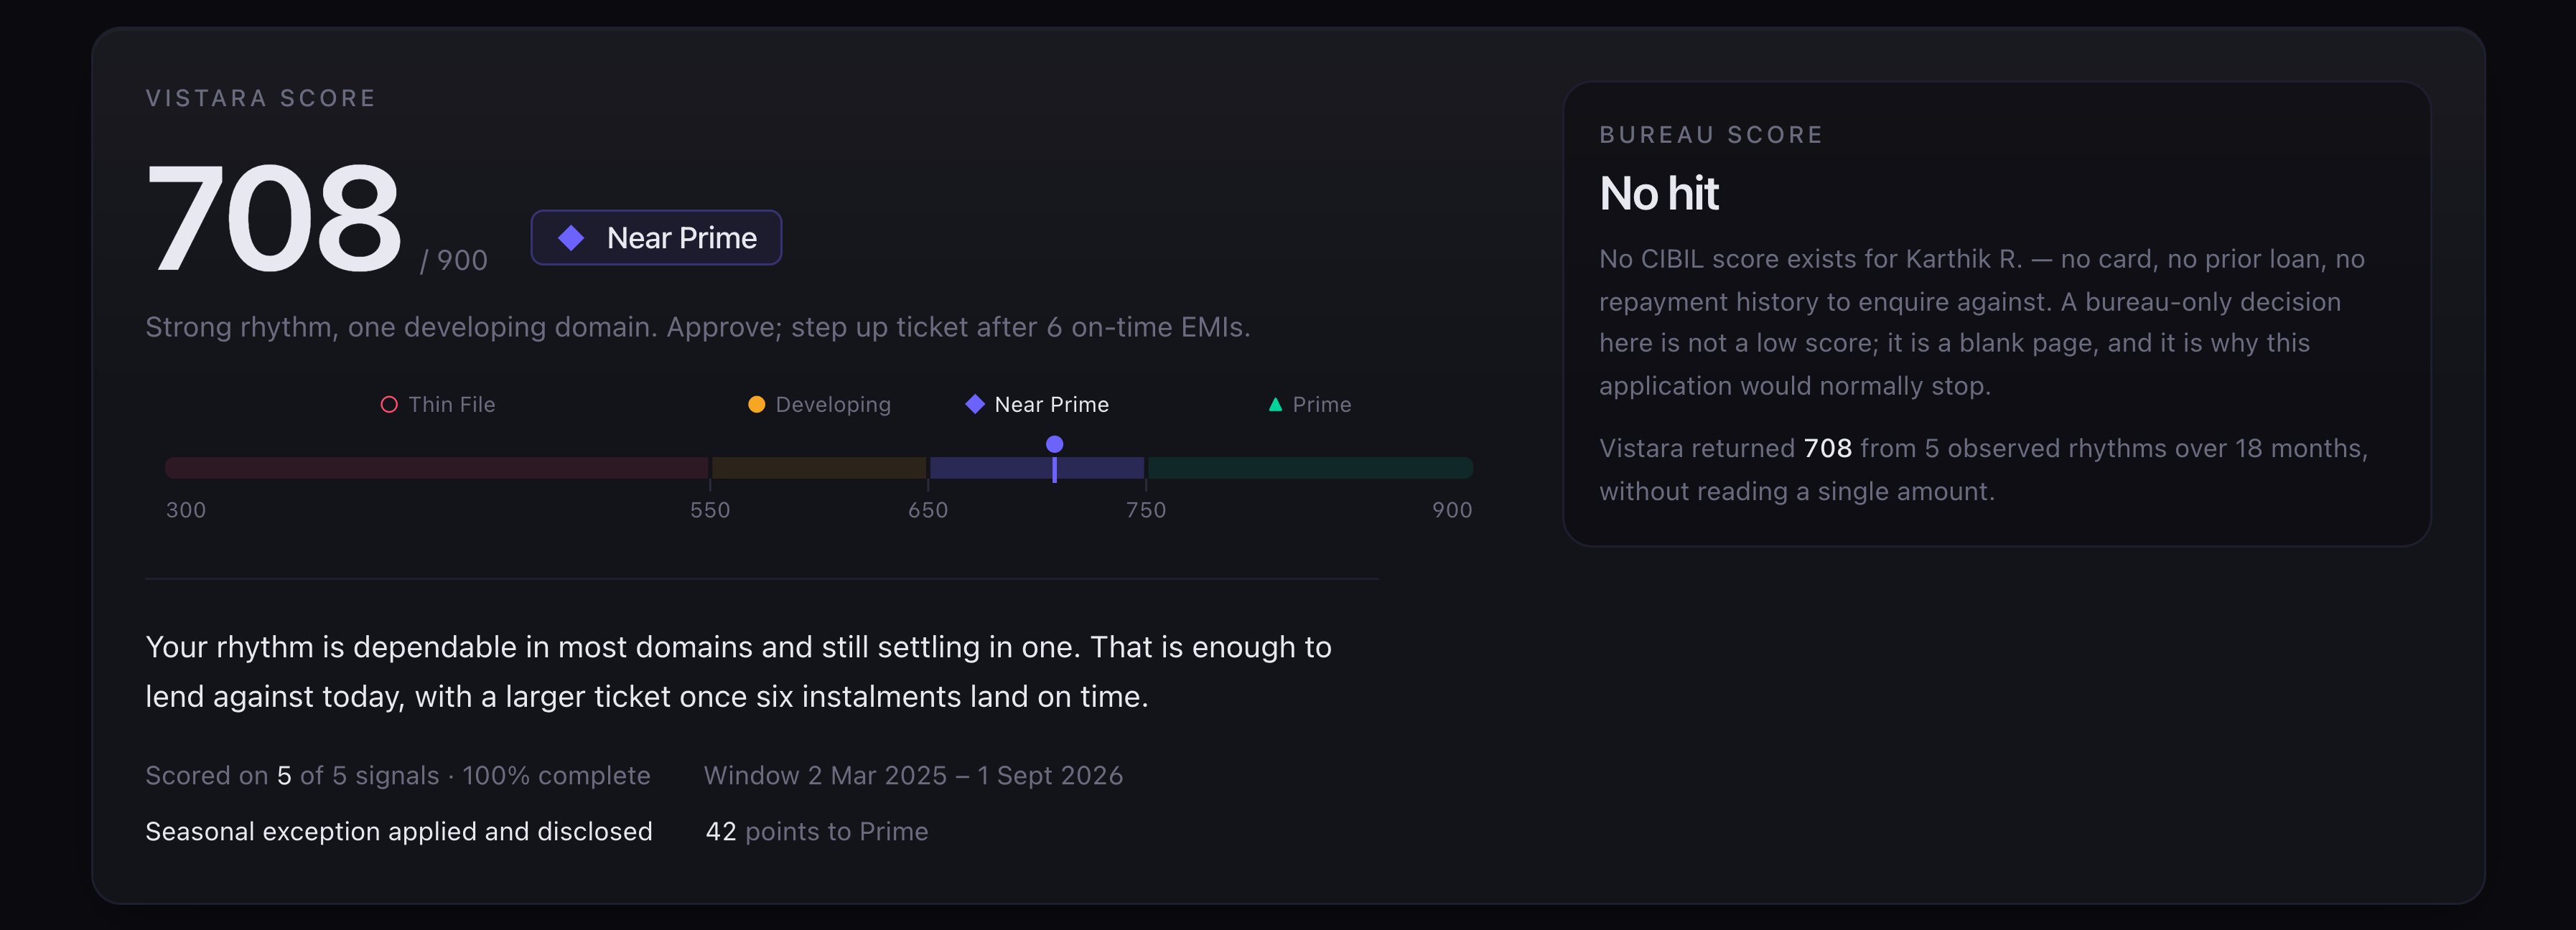 VISTARA SCORE
708 / 900
Near Prime
Strong rhythm, one developing domain. Approve; step up ticket after 6 on-time EMIs.
Thin File
Developing
Near Prime
Prime
300
550
650
750
900
Your rhythm is dependable in most domains and still settling in one. That is enough to
lend against today, with a larger ticket once six instalments land on time.
Scored on 5 of 5 signals · 100% complete
Window 2 Mar 2025 – 1 Sept 2026
Seasonal exception applied and disclosed
42 points to Prime
BUREAU SCORE
No hit
No CIBIL score exists for Karthik R. — no card, no prior loan, no
repayment history to enquire against. A bureau-only decision
here is not a low score; it is a blank page, and it is why this
application would normally stop.
Vistara returned 708 from 5 observed rhythms over 18 months,
without reading a single amount.